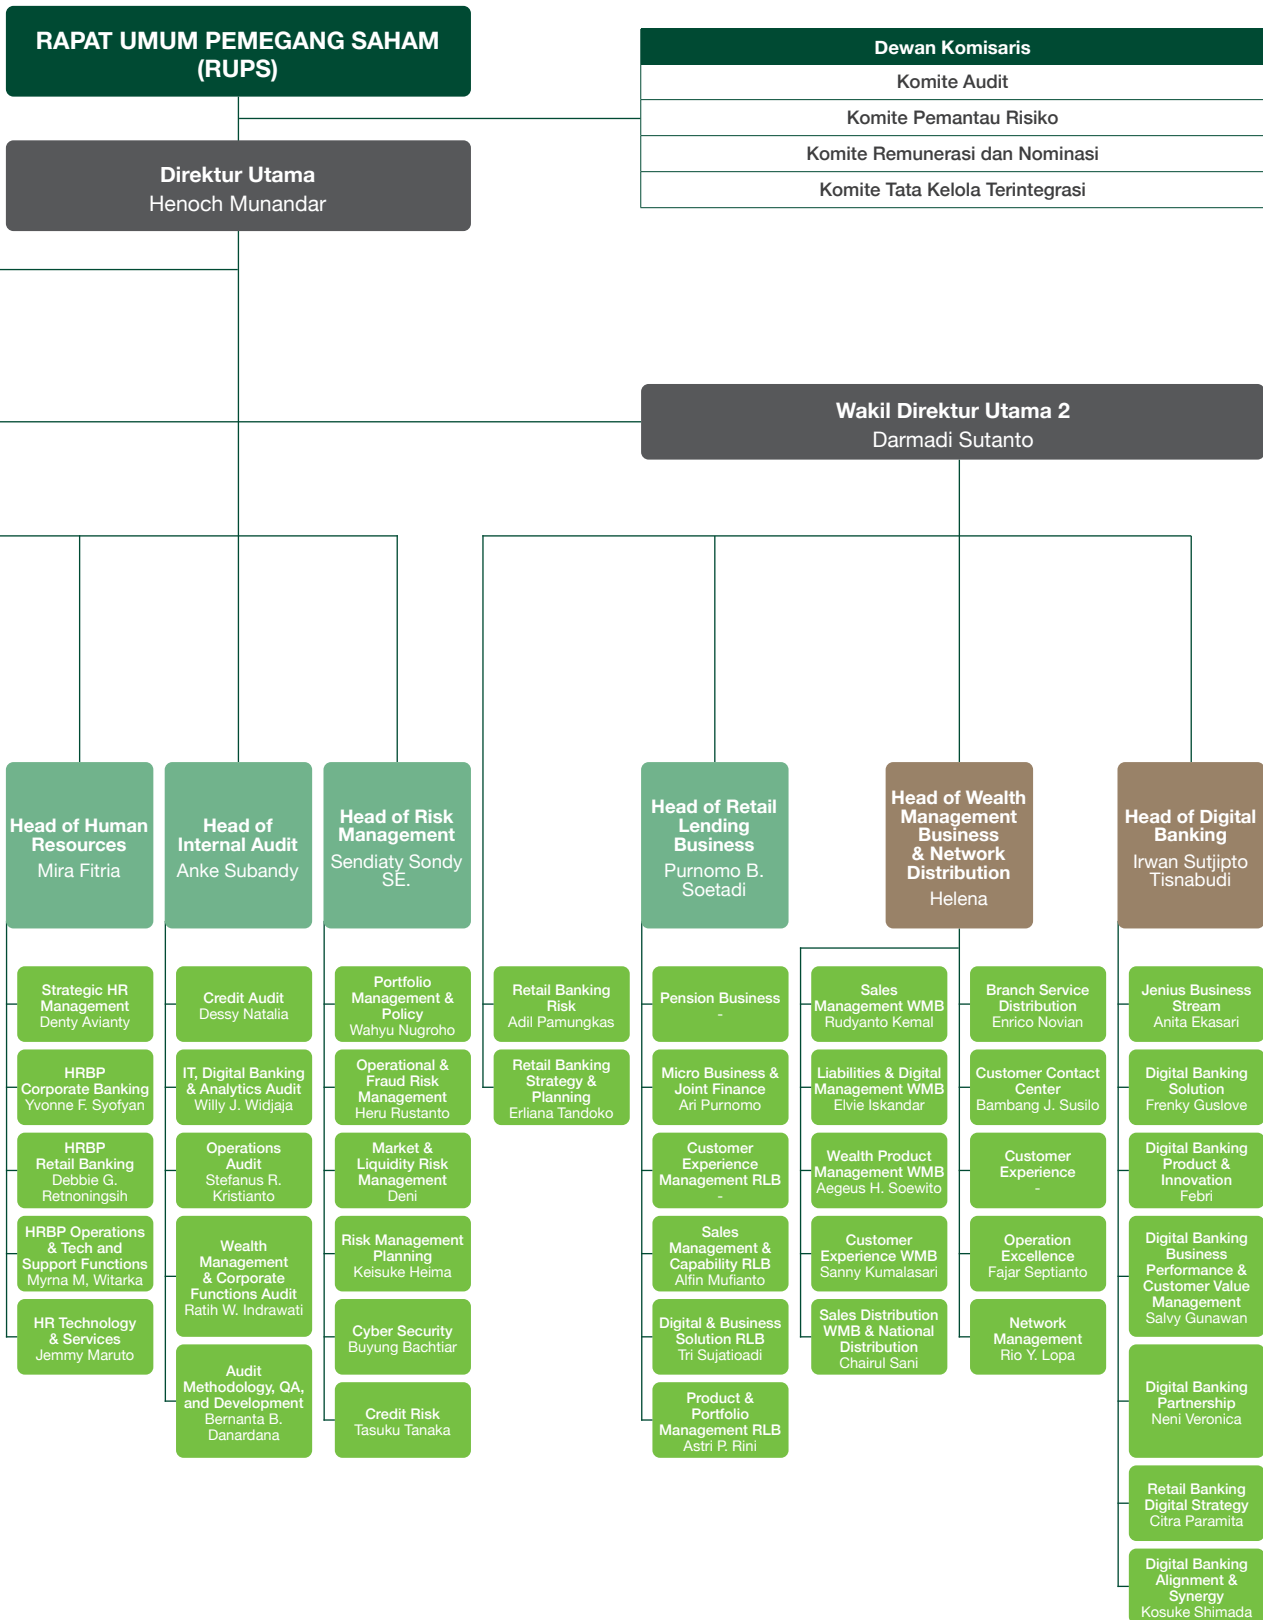 RAPAT UMUM PEMEGANG SAHAM
(RUPS)
Dewan Komisaris
Komite Audit
Komite Pemantau Risiko
Komite Remunerasi dan Nominasi
Komite Tata Kelola Terintegrasi
Direktur Utama
Henoch Munandar
Wakil Direktur Utama 2
Darmadi Sutanto
Head of Human
Resources
Mira Fitria
Head of
Internal Audit
Anke Subandy
Head of Risk
Management
Sendiaty Sondy
SE.
Head of Retail
Lending
Business
Purnomo B.
Soetadi
Head of Wealth
Management
Business
& Network
Distribution
Helena
Head of Digital
Banking
Irwan Sutjipto
Tisnabudi
Strategic HR
Management
Denty Avianty
HRBP
Corporate Banking
Yvonne F. Syofyan
HRBP
Retail Banking
Debbie G.
Retnoningsih
HRBP Operations
& Tech and
Support Functions
Myrna M, Witarka
HR Technology
& Services
Jemmy Maruto
Credit Audit
Dessy Natalia
IT, Digital Banking
& Analytics Audit
Willy J. Widjaja
Operations
Audit
Stefanus R.
Kristianto
Wealth
Management
& Corporate
Functions Audit
Ratih W. Indrawati
Audit
Methodology, QA,
and Development
Bernanta B.
Danardana
Portfolio
Management &
Policy
Wahyu Nugroho
Operational &
Fraud Risk
Management
Heru Rustanto
Market &
Liquidity Risk
Management
Deni
Risk Management
Planning
Keisuke Heima
Cyber Security
Buyung Bachtiar
Credit Risk
Tasuku Tanaka
Retail Banking
Risk
Adil Pamungkas
Retail Banking
Strategy &
Planning
Erliana Tandoko
Pension Business
-
Micro Business &
Joint Finance
Ari Purnomo
Customer
Experience
Management RLB
-
Sales
Management &
Capability RLB
Alfin Mufianto
Digital & Business
Solution RLB
Tri Sujatioadi
Product &
Portfolio
Management RLB
Astri P. Rini
Sales
Management WMB
Rudyanto Kemal
Liabilities & Digital
Management WMB
Elvie Iskandar
Wealth Product
Management WMB
Aegeus H. Soewito
Customer
Experience WMB
Sanny Kumalasari
Sales Distribution
WMB & National
Distribution
Chairul Sani
Branch Service
Distribution
Enrico Novian
Customer Contact
Center
Bambang J. Susilo
Customer
Experience
-
Operation
Excellence
Fajar Septianto
Network
Management
Rio Y. Lopa
Jenius Business
Stream
Anita Ekasari
Digital Banking
Solution
Frenky Guslove
Digital Banking
Product &
Innovation
Febri
Digital Banking
Business
Performance &
Customer Value
Management
Salvy Gunawan
Digital Banking
Partnership
Neni Veronica
Retail Banking
Digital Strategy
Citra Paramita
Digital Banking
Alignment &
Synergy
Kosuke Shimada